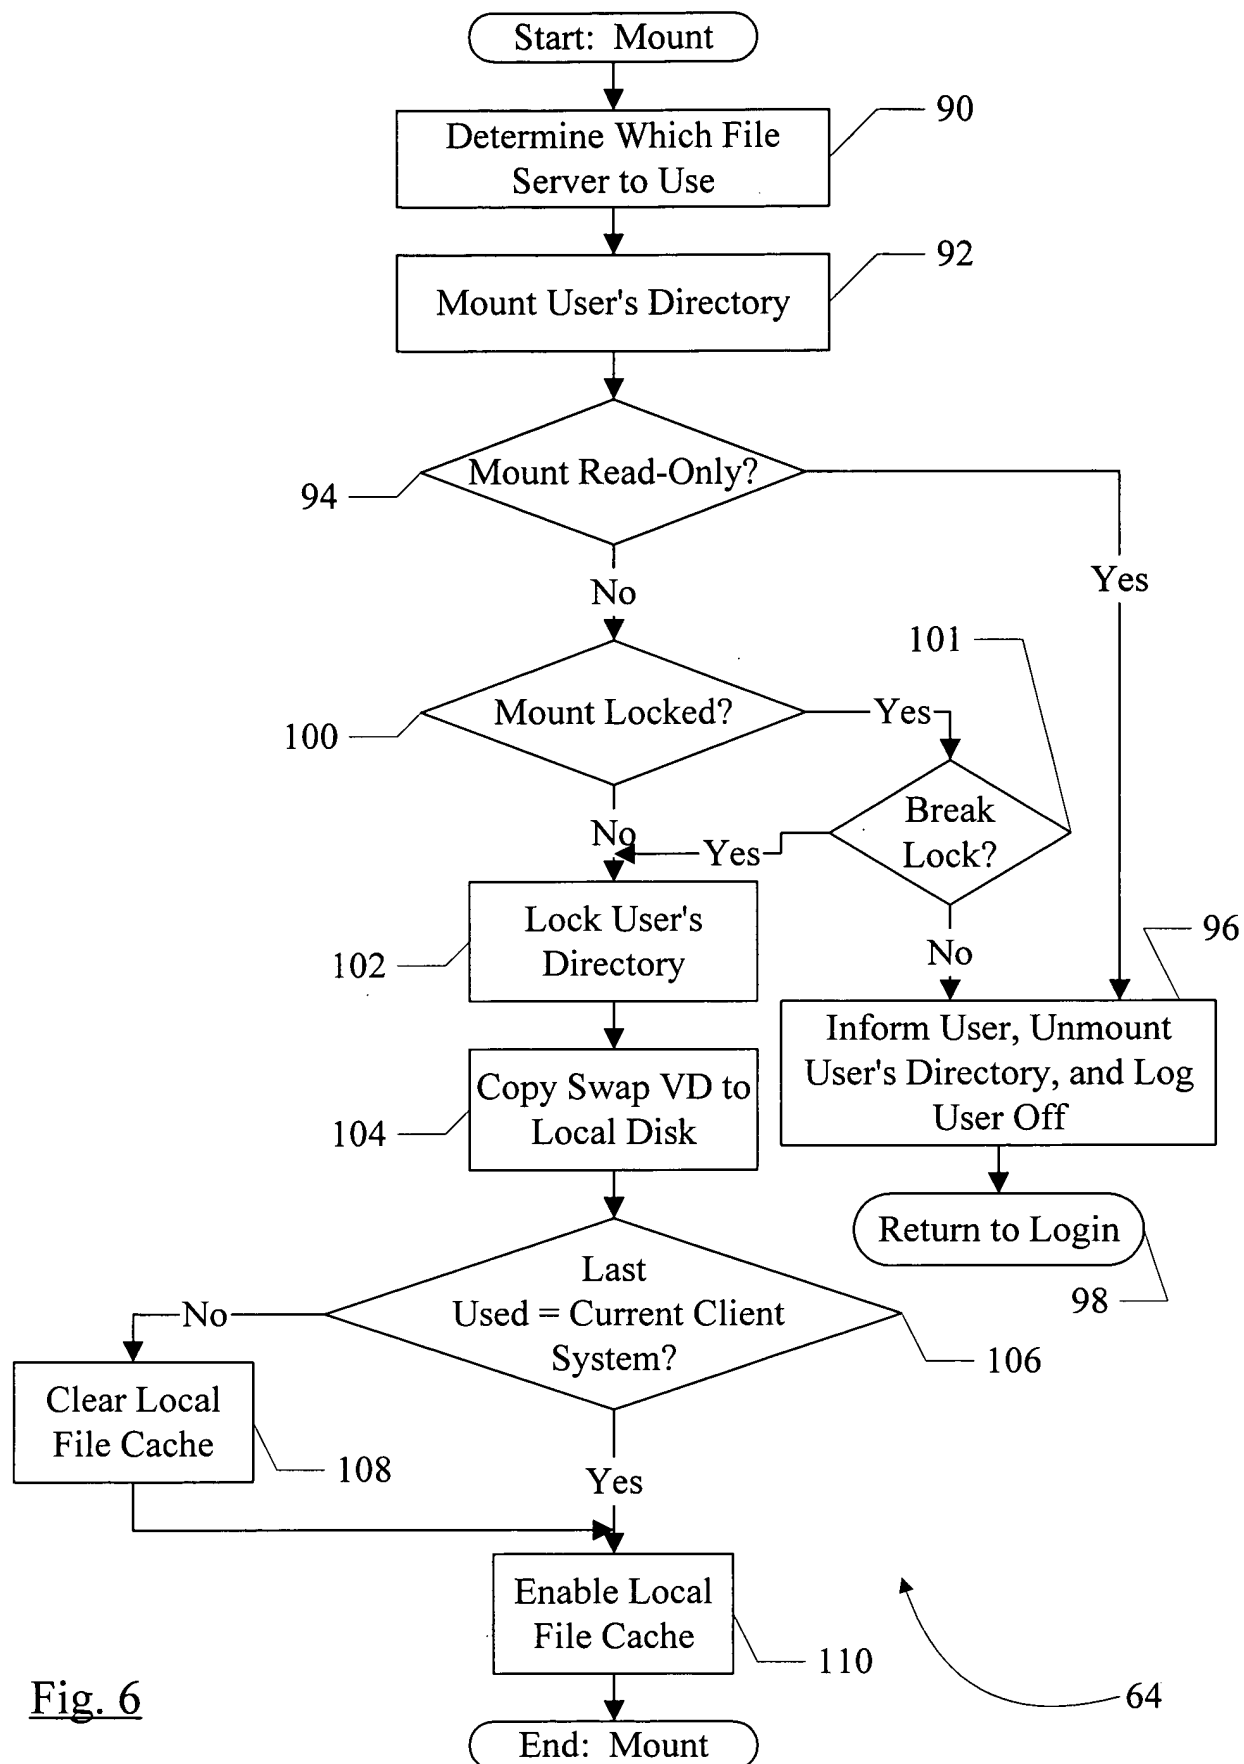 Start: Mount
90
Determine Which File
Server to Use
92
Mount User's Directory
Mount Read-Only?
94
Yes
No
101
Mount Locked?
Yes
100
Break
Lock?
No
Yes
Lock User's
Directory
102
No
96
Inform User, Unmount
User's Directory, and Log
User Off
Copy Swap VD to
Local Disk
104
Return to Login
98
Last
Used = Current Client
System?
106
No
Clear Local
File Cache
108
Yes
Enable Local
File Cache
110
64
Fig. 6
End: Mount